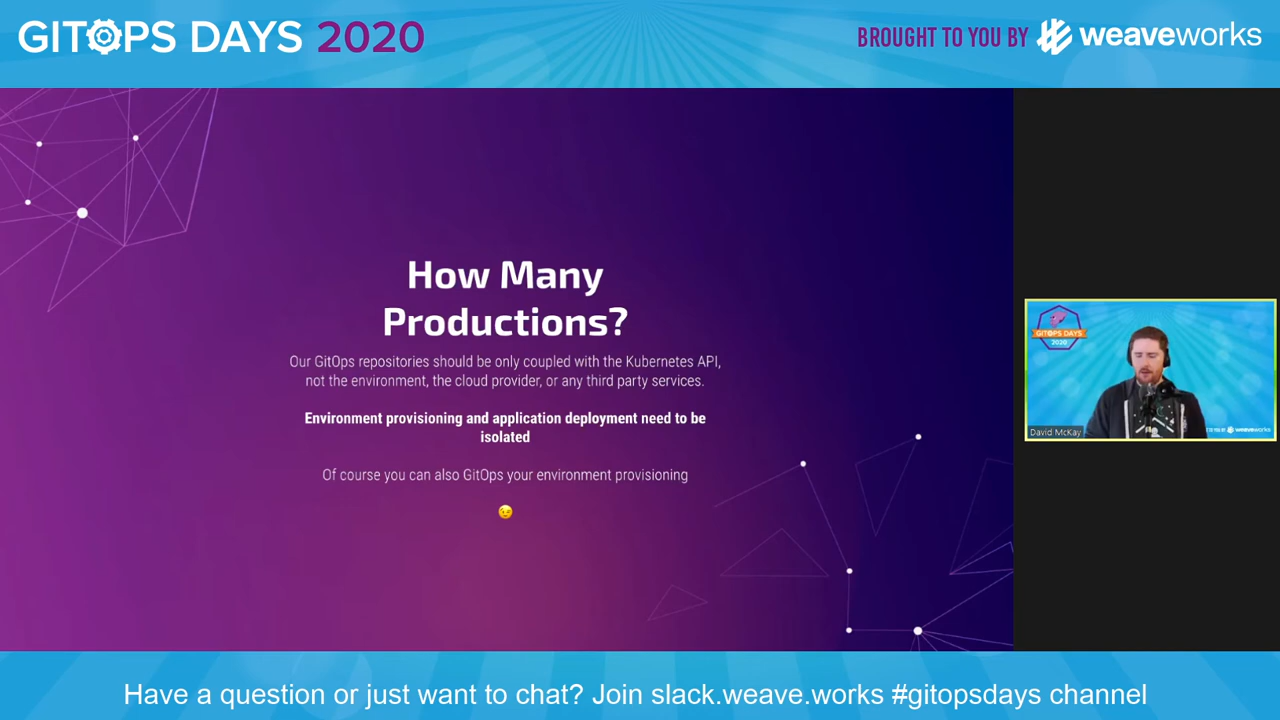 GITOPS DAYS 2020
BROUGHT TO YOU BY weaveworks
How Many
Productions?
Our GitOps repositories should be only coupled with the Kubernetes API,
not the environment, the cloud provider, or any third party services.
Environment provisioning and application deployment need to be
isolated
Of course you can also GitOps your environment provisioning
😉
GITOPS DAYS
2020
David McKay
weaveworks
Have a question or just want to chat? Join slack.weave.works #gitopsdays channel